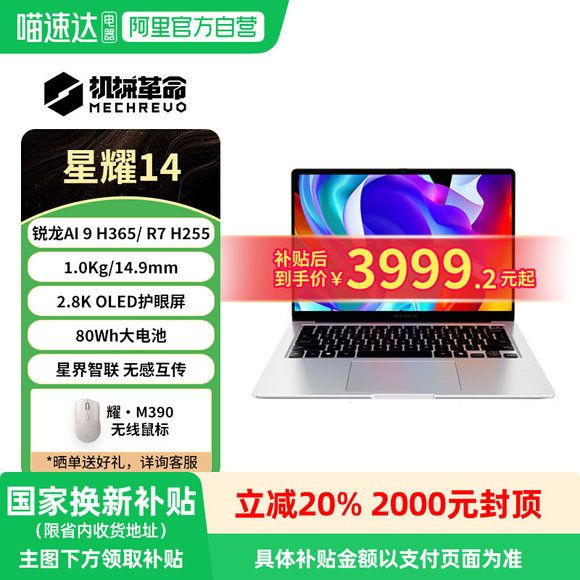 喵速达电器 阿里官方自营
机械革命
MECHREVO
星耀14
锐龙AI 9 H365/ R7 H255
1.0Kg/14.9mm
2.8K OLED护眼屏
80Wh大电池
星界智联 无感互传
耀·M390
无线鼠标
*晒单送好礼，详询客服
补贴后
到手价¥3999.2元起
国家换新补贴
(限省内收货地址)
主图下方领取补贴
立减20% 2000元封顶
具体补贴金额以支付页面为准